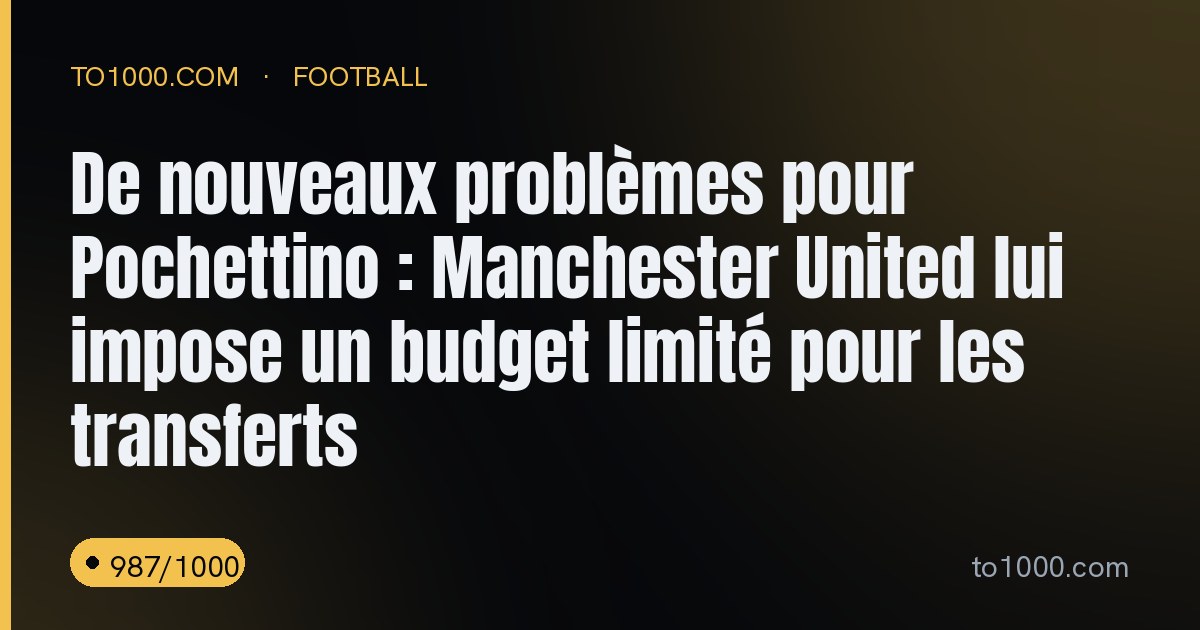 TO1000.COM · FOOTBALL
De nouveaux problèmes pour
Pochettino : Manchester United lui
impose un budget limité pour les
transferts
987/1000
to1000.com